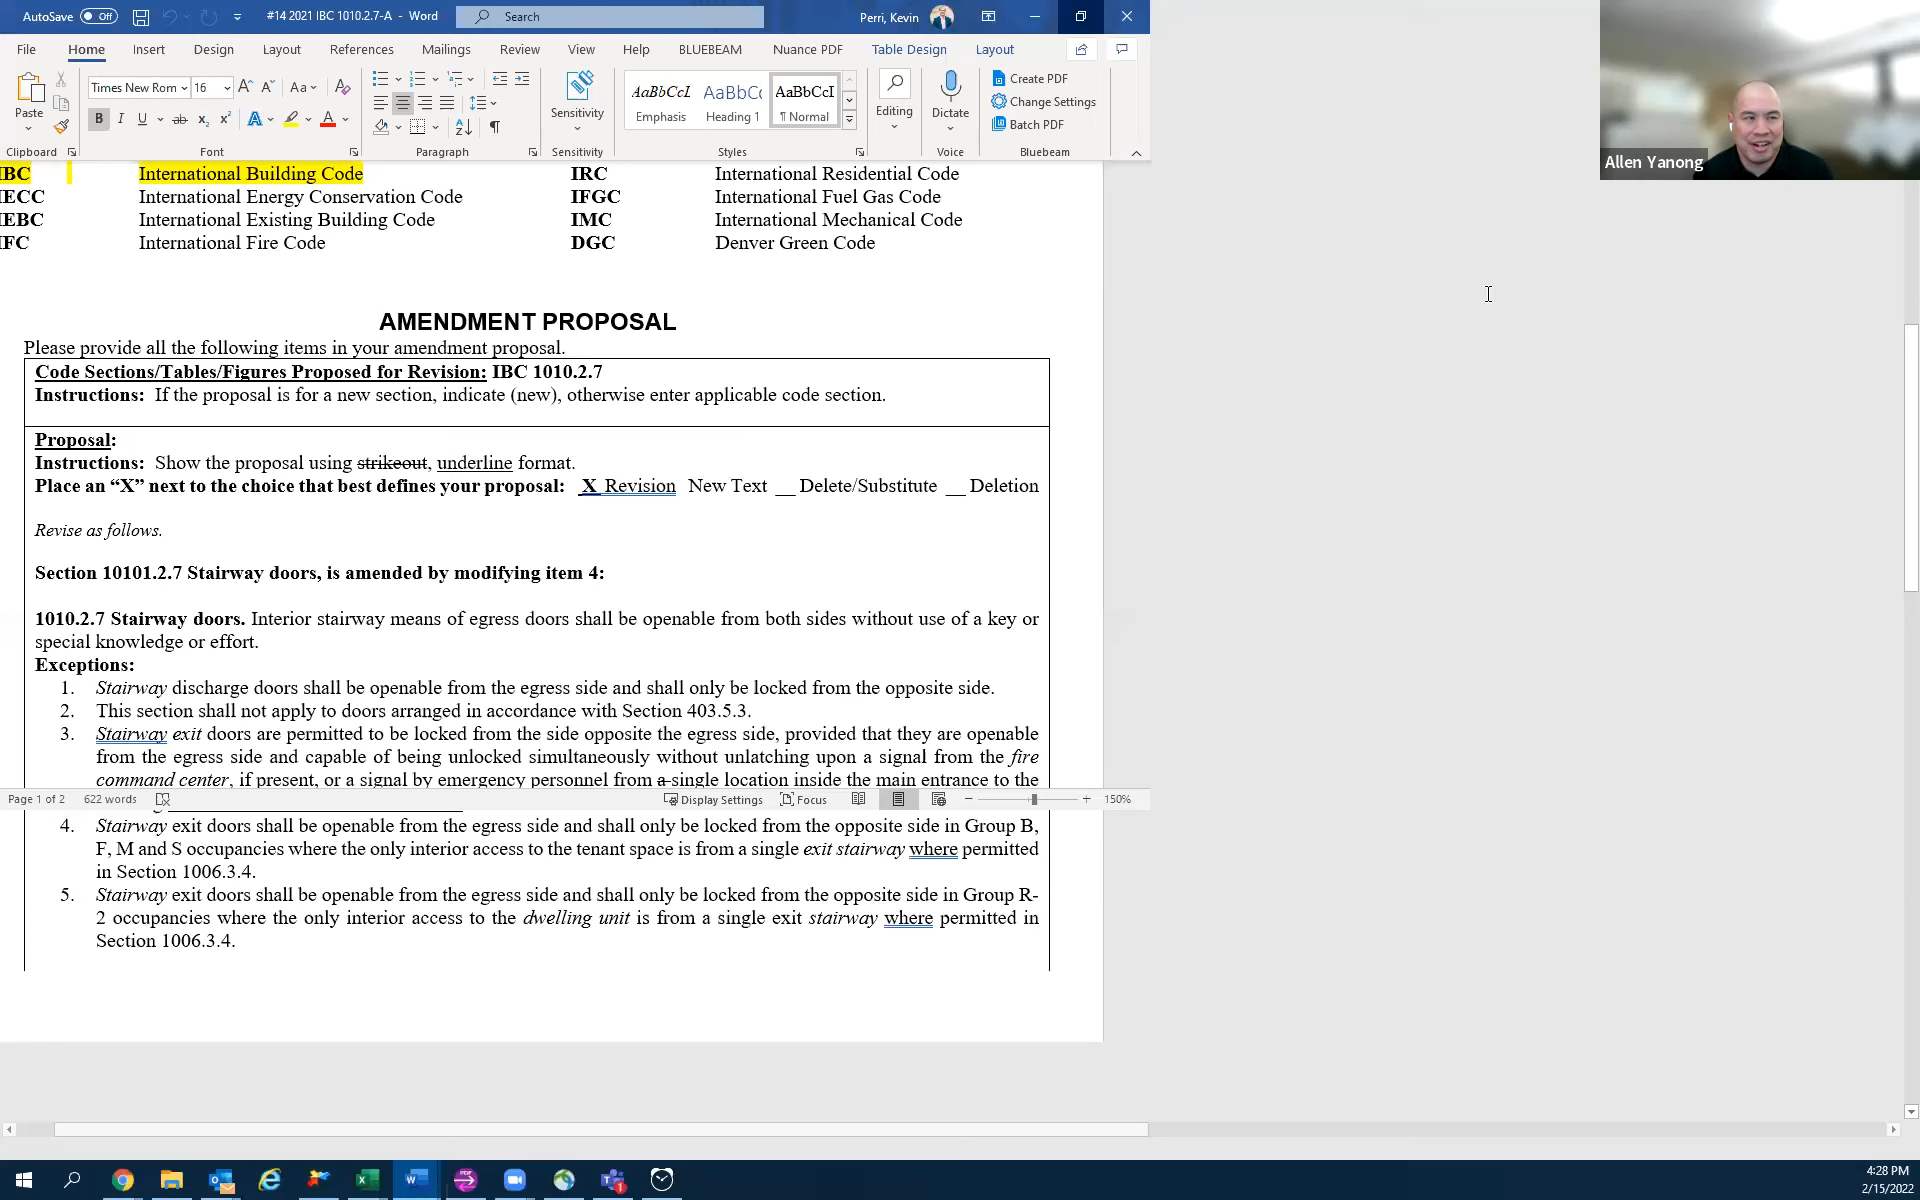 AutoSave Off #14 2021 IBC 1010.2.7-A - Word Search Perri, Kevin
File Home Insert Design Layout References Mailings Review View Help BLUEBEAM Nuance PDF Table Design Layout
Paste
Clipboard
Times New Rom 16
Font
Paragraph
Sensitivity
Sensitivity
AaBbCcI Emphasis
AaBbCc Heading 1
AaBbCcI ¶ Normal
Styles
Editing
Dictate
Voice
Create PDF
Change Settings
Batch PDF
Bluebeam
Allen Yanong
IBC International Building Code IRC International Residential Code
IECC International Energy Conservation Code IFGC International Fuel Gas Code
IEBC International Existing Building Code IMC International Mechanical Code
IFC International Fire Code DGC Denver Green Code
AMENDMENT PROPOSAL
Please provide all the following items in your amendment proposal.
Code Sections/Tables/Figures Proposed for Revision: IBC 1010.2.7
Instructions: If the proposal is for a new section, indicate (new), otherwise enter applicable code section.
Proposal:
Instructions: Show the proposal using strikeout, underline format.
Place an “X” next to the choice that best defines your proposal: X Revision New Text __ Delete/Substitute __ Deletion
Revise as follows.
Section 10101.2.7 Stairway doors, is amended by modifying item 4:
1010.2.7 Stairway doors. Interior stairway means of egress doors shall be openable from both sides without use of a key or
special knowledge or effort.
Exceptions:
1. Stairway discharge doors shall be openable from the egress side and shall only be locked from the opposite side.
2. This section shall not apply to doors arranged in accordance with Section 403.5.3.
3. Stairway exit doors are permitted to be locked from the side opposite the egress side, provided that they are openable
from the egress side and capable of being unlocked simultaneously without unlatching upon a signal from the fire
command center, if present, or a signal by emergency personnel from a single location inside the main entrance to the
Page 1 of 2 622 words Display Settings Focus 150%
4. Stairway exit doors shall be openable from the egress side and shall only be locked from the opposite side in Group B,
F, M and S occupancies where the only interior access to the tenant space is from a single exit stairway where permitted
in Section 1006.3.4.
5. Stairway exit doors shall be openable from the egress side and shall only be locked from the opposite side in Group R-
2 occupancies where the only interior access to the dwelling unit is from a single exit stairway where permitted in
Section 1006.3.4.
4:28 PM
2/15/2022